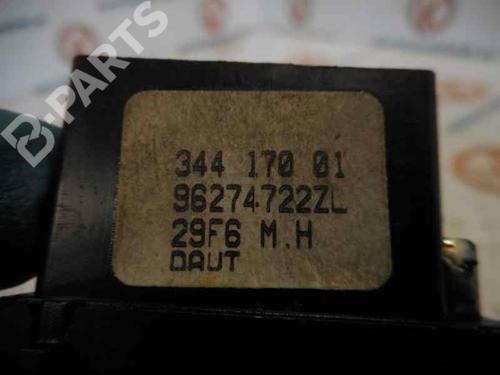 B-PARTS
344 170 01
96274722ZL
29F6 M.H
DAUT